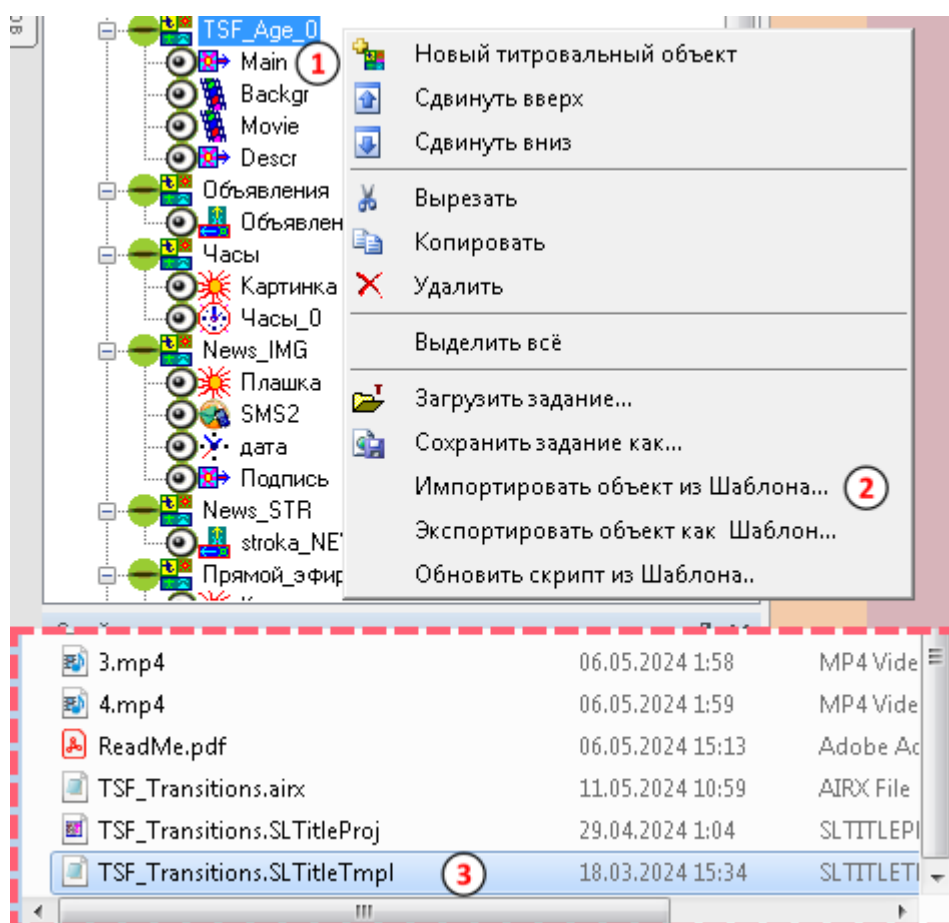 TSF_Age_0
Main
1
Backgr
Movie
Descr
Объявления
Объявлен
Часы
Картинка
Часы_0
News_IMG
Плашка
SMS2
дата
Подпись
News_STR
stroka_NE
Прямой_эфир
Новый титровальный объект
Сдвинуть вверх
Сдвинуть вниз
Вырезать
Копировать
Удалить
Выделить всё
Загрузить задание...
Сохранить задание как...
Импортировать объект из Шаблона... 2
Экспортировать объект как Шаблон...
Обновить скрипт из Шаблона..
3.mp4 06.05.2024 1:58 MP4 Vide
4.mp4 06.05.2024 1:59 MP4 Vide
ReadMe.pdf 06.05.2024 15:13 Adobe Ac
TSF_Transitions.airx 11.05.2024 10:59 AIRX File
TSF_Transitions.SLTitleProj 29.04.2024 1:04 SLTITLEP
TSF_Transitions.SLTitleTmpl 3 18.03.2024 15:34 SLTITLET